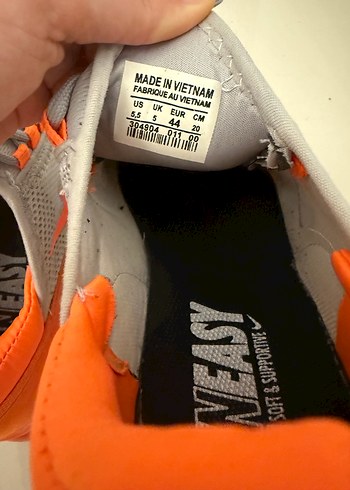 MADE IN VIETNAM
FABRIQUE AU VIETNAM
US UK EUR CM
5,5 5 44 20
304904 011 00
EASY
SOFT & SUPPORTIVE
EASY